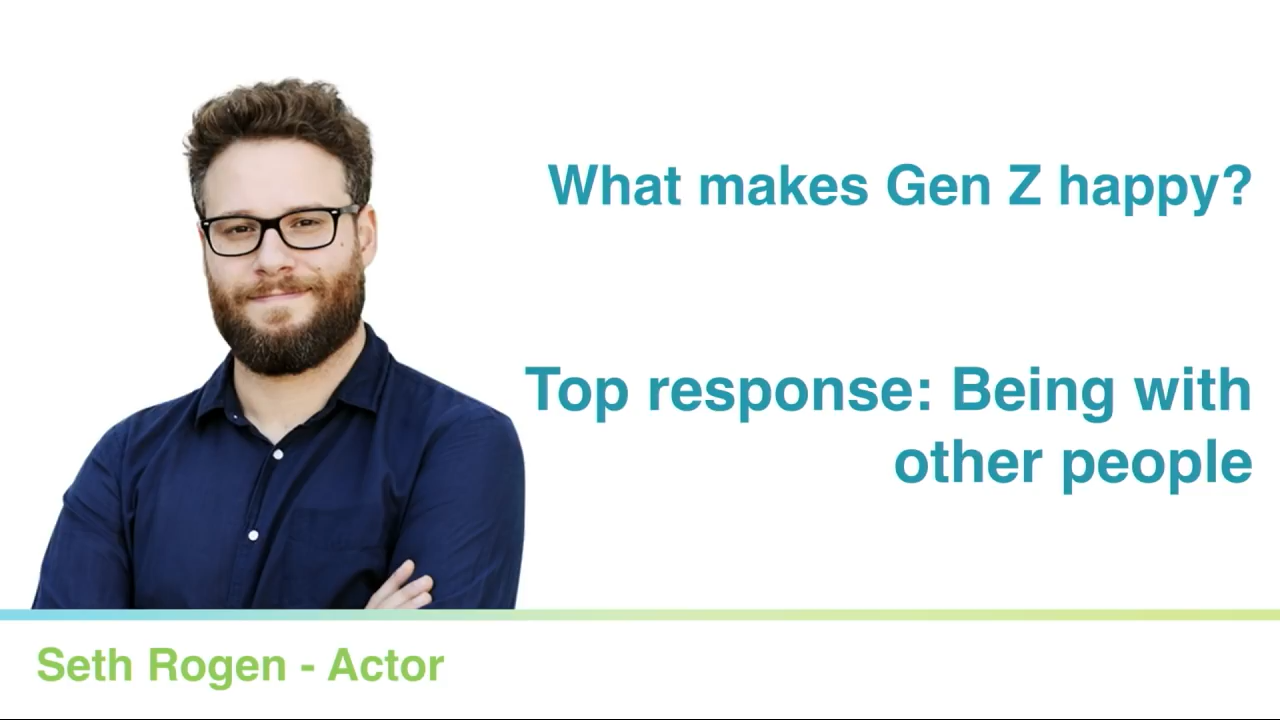 What makes Gen Z happy?
Top response: Being with
other people
Seth Rogen - Actor